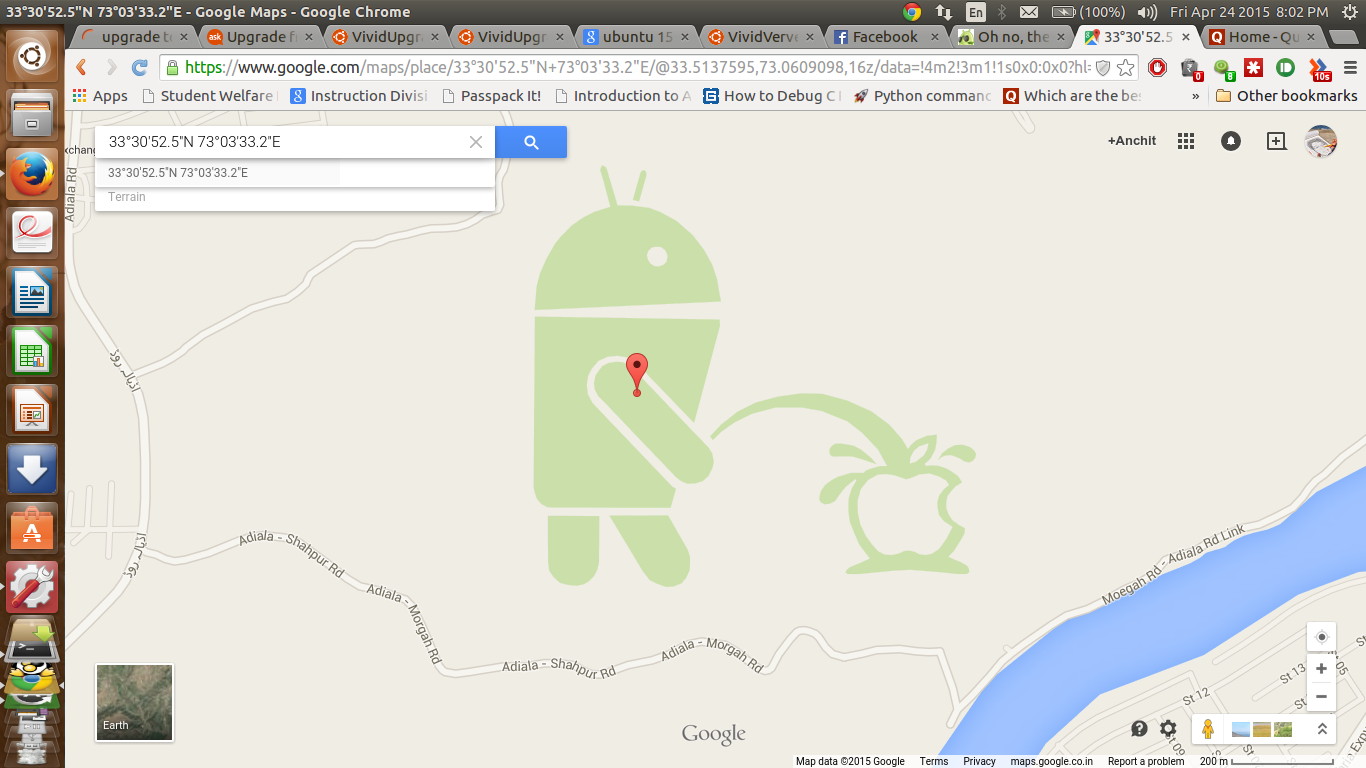 33°30'52.5"N 73°03'33.2"E - Google Maps - Google Chrome
En
(100%)
Fri Apr 24 2015 8:02 PM
upgrade t
ask
Upgrade f
VividUpgr
VividUpgr
ubuntu 15
VividVerve
Facebook
Oh no, the
33°30'52.5
Home - Qu
https://www.google.com/maps/place/33°30'52.5"N+73°03'33.2"E/@33.5137595,73.0609098,16z/data=!4m2!3m1!1s0x0:0x0?hl=
0
8
10s
Apps
Student Welfare
Instruction Divisi
Passpack It!
Introduction to A
How to Debug C
Python comman
Which are the be
»
Other bookmarks
33°30'52.5"N 73°03'33.2"E
33°30'52.5"N 73°03'33.2"E
Terrain
+Anchit
Adiala Rd
Adiala - Shahpur Rd
Adiala - Morgah Rd
Adiala - Shahpur Rd
Adiala - Morgah Rd
Moegah Rd - Adiala Rd Link
St 13
St 12
Earth
Google
Map data ©2015 Google
Terms
Privacy
maps.google.co.in
Report a problem
200 m